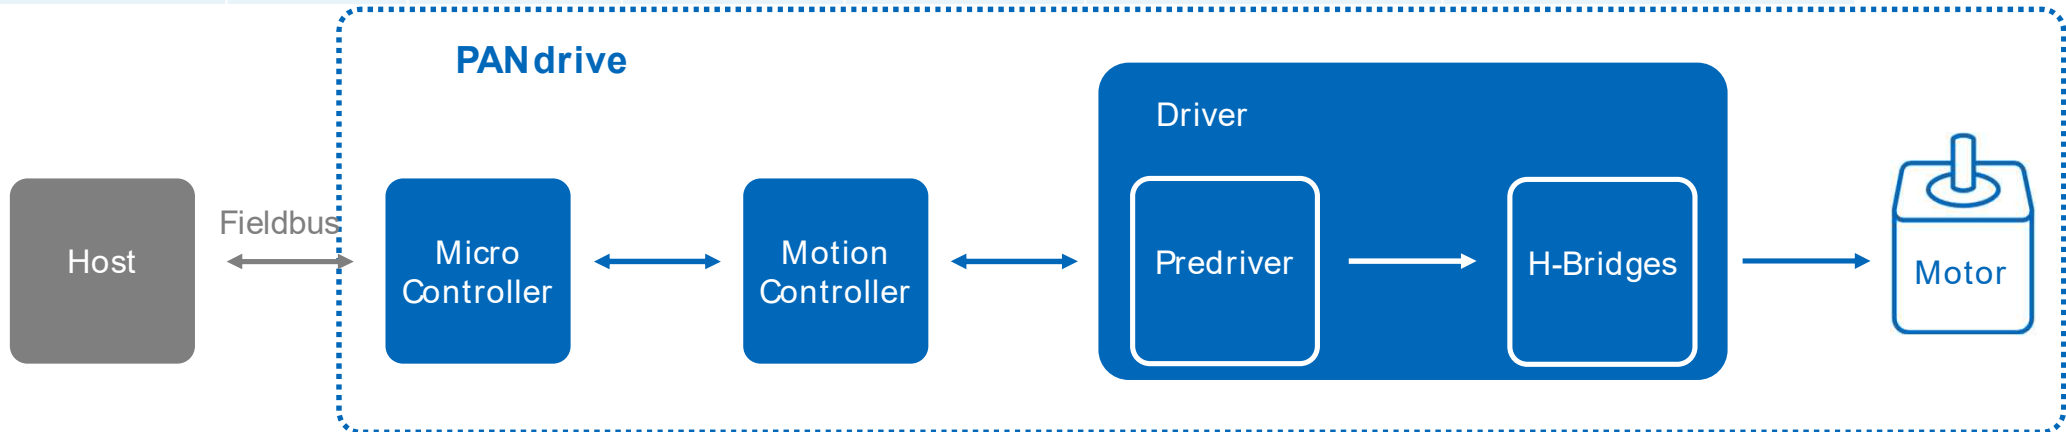 PANdrive
Driver
Host
Fieldbus
Micro
Controller
Motion
Controller
Predriver
H-Bridges
Motor